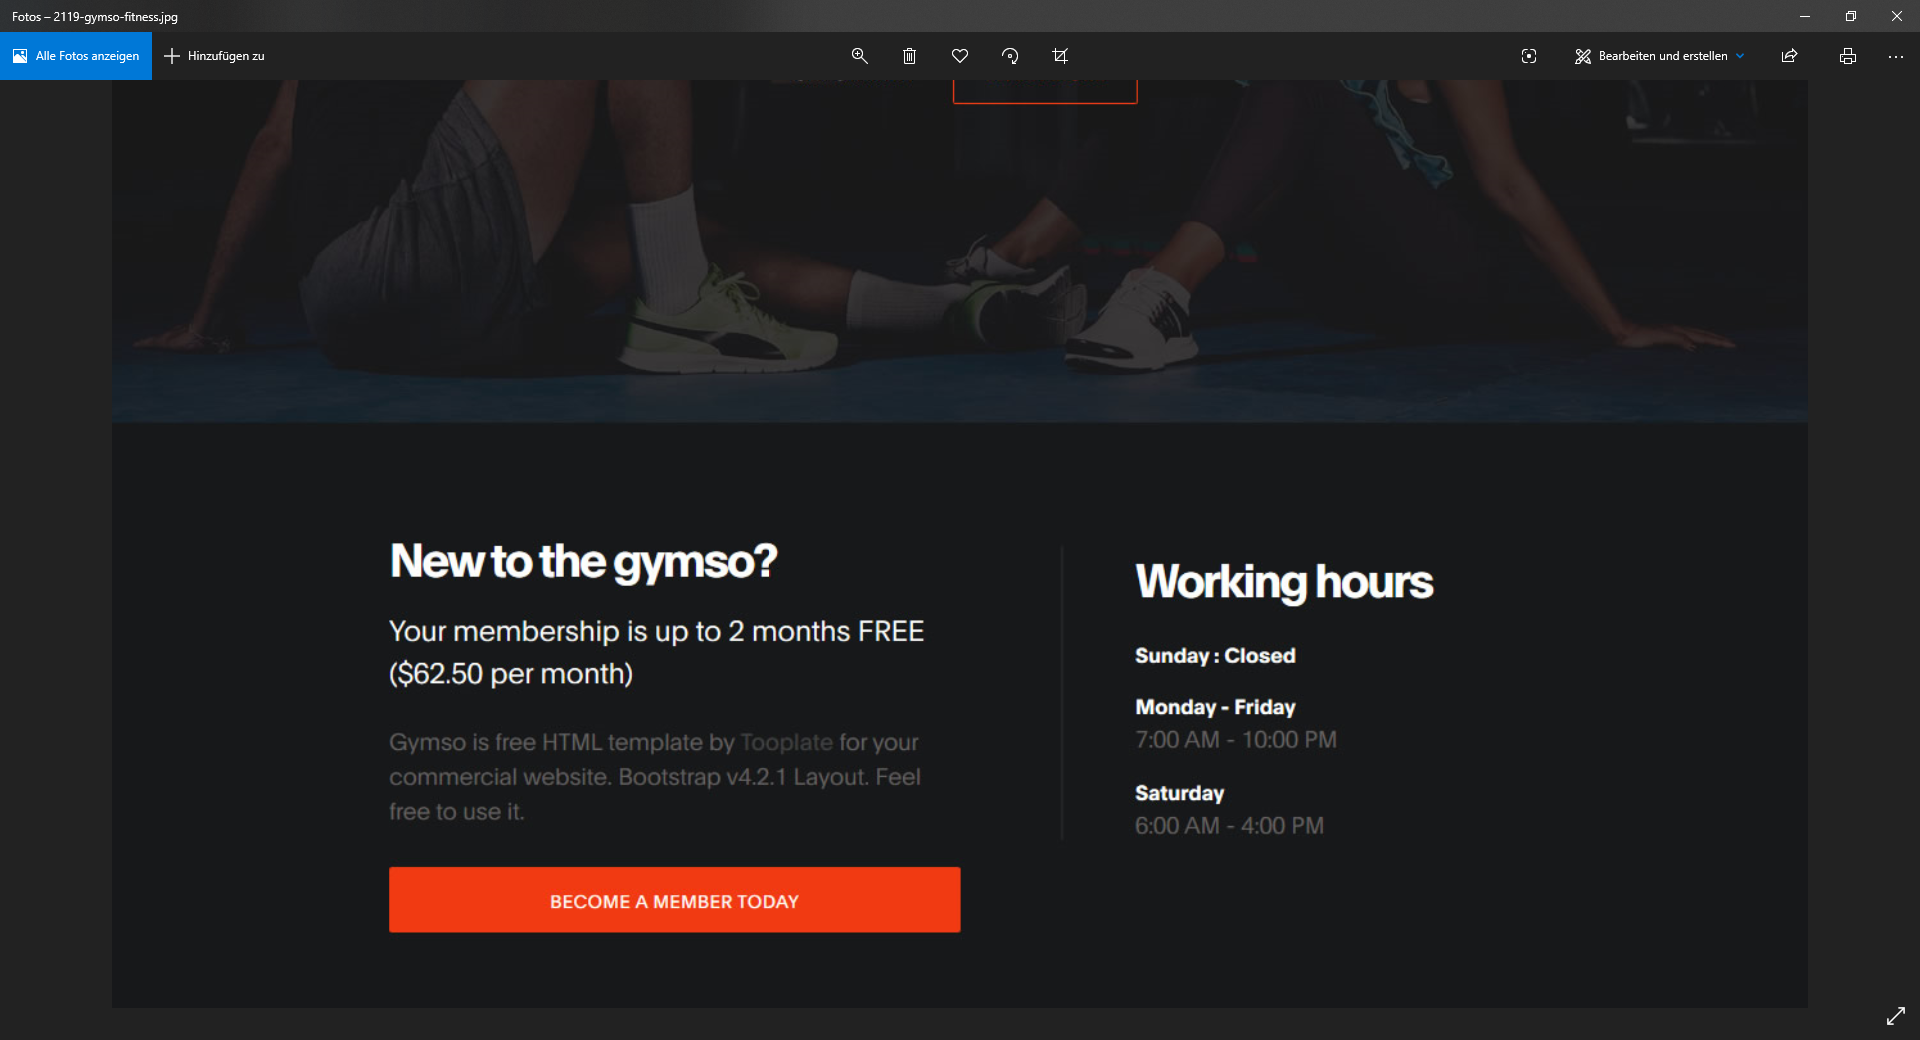 Fotos – 2119-gymso-fitness.jpg
Alle Fotos anzeigen
Hinzufügen zu
Bearbeiten und erstellen
New to the gymso?
Your membership is up to 2 months FREE
($62.50 per month)
Gymso is free HTML template by Tooplate for your
commercial website. Bootstrap v4.2.1 Layout. Feel
free to use it.
BECOME A MEMBER TODAY
Working hours
Sunday : Closed
Monday - Friday
7:00 AM - 10:00 PM
Saturday
6:00 AM - 4:00 PM